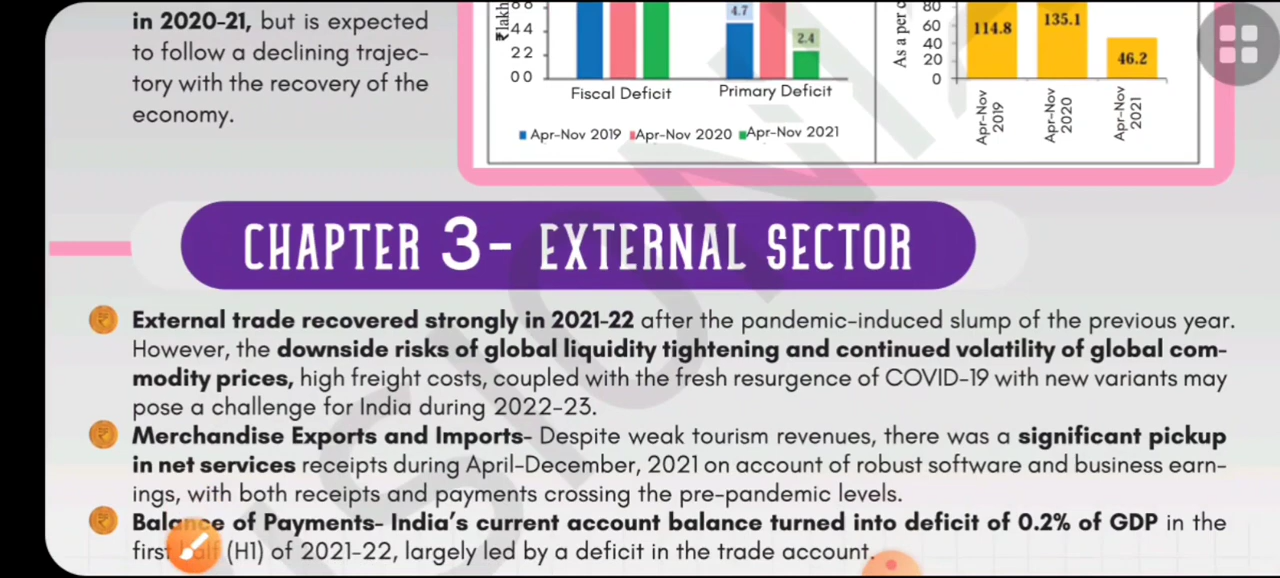 in 2020-21, but is expected
to follow a declining trajec-
tory with the recovery of the
economy.
₹lakh
44
22
00
4.7
2.4
Fiscal Deficit
Primary Deficit
Apr-Nov 2019 Apr-Nov 2020 Apr-Nov 2021
As a per c
80
60
40
20
0
114.8
135.1
46.2
Apr-Nov 2019
Apr-Nov 2020
Apr-Nov 2021
CHAPTER 3- EXTERNAL SECTOR
External trade recovered strongly in 2021-22 after the pandemic-induced slump of the previous year.
However, the downside risks of global liquidity tightening and continued volatility of global com-
modity prices, high freight costs, coupled with the fresh resurgence of COVID-19 with new variants may
pose a challenge for India during 2022-23.
Merchandise Exports and Imports- Despite weak tourism revenues, there was a significant pickup
in net services receipts during April-December, 2021 on account of robust software and business earn-
ings, with both receipts and payments crossing the pre-pandemic levels.
Balance of Payments- India's current account balance turned into deficit of 0.2% of GDP in the
first half (H1) of 2021-22, largely led by a deficit in the trade account.